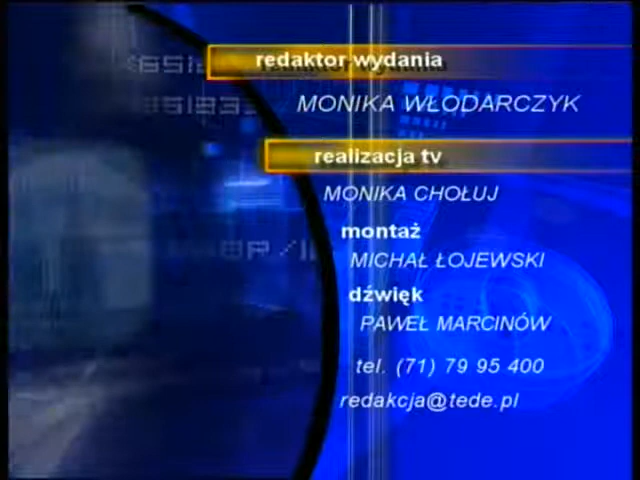 redaktor wydania
MONIKA WŁODARCZYK
realizacja tv
MONIKA CHOŁUJ
montaż
MICHAŁ ŁOJEWSKI
dźwięk
PAWEŁ MARCINÓW
tel. (71) 79 95 400
redakcja@tede.pl